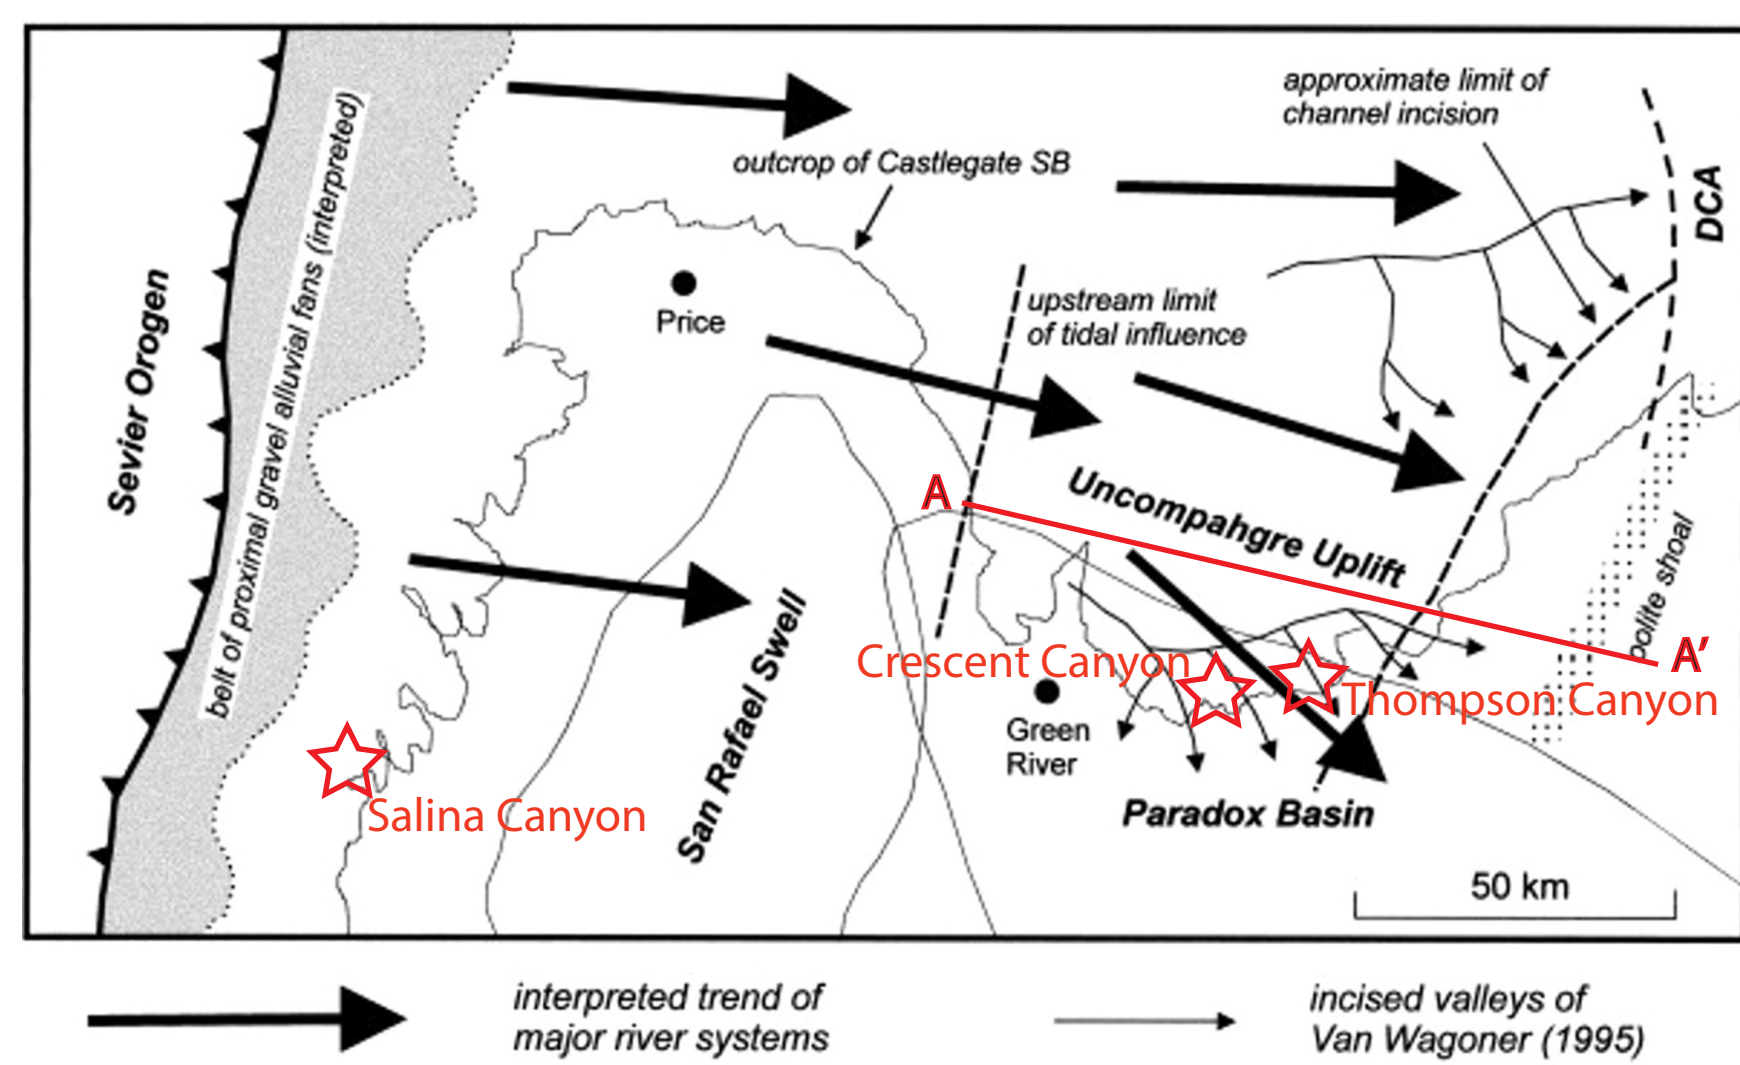 approximate limit of
channel incision
outcrop of Castlegate SB
DCA
belt of proximal gravel alluvial fans (interpreted)
Sevier Orogen
Price
upstream limit
of tidal influence
A
Uncompahgre Uplift
oolite shoal
A'
Crescent Canyon
Thompson Canyon
Green
River
San Rafael Swell
Salina Canyon
Paradox Basin
50 km
interpreted trend of
major river systems
incised valleys of
Van Wagoner (1995)